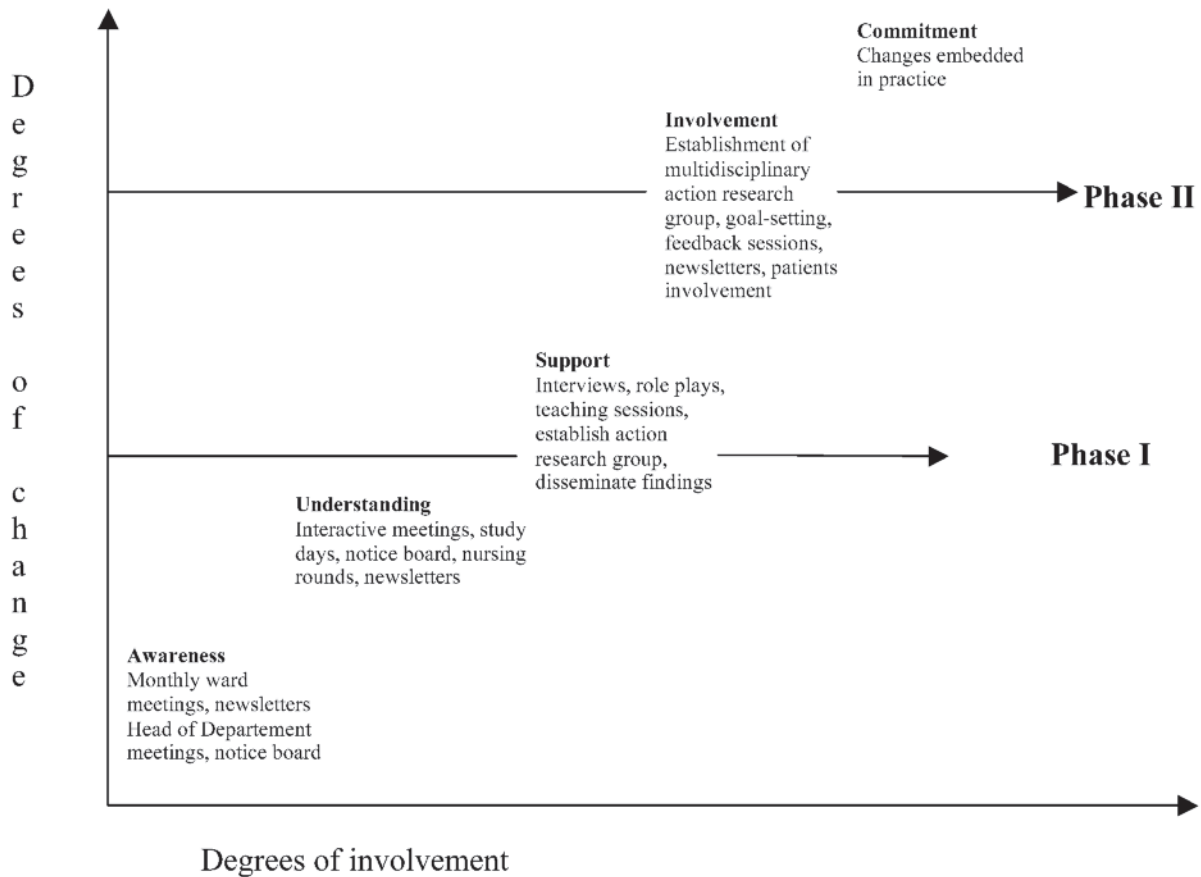 Commitment
Changes embedded
in practice
Involvement
Establishment of
multidisciplinary
action research
group, goal-setting,
feedback sessions,
newsletters, patients
involvement
Phase II
Support
Interviews, role plays,
teaching sessions,
establish action
research group,
disseminate findings
Phase I
Understanding
Interactive meetings, study
days, notice board, nursing
rounds, newsletters
Awareness
Monthly ward
meetings, newsletters
Head of Departement
meetings, notice board
Degrees of change
Degrees of involvement